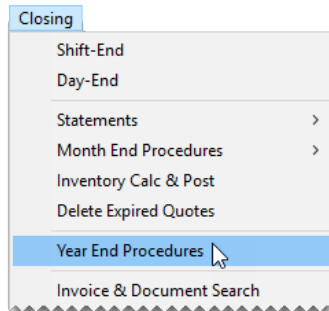 Closing
Shift-End
Day-End
Statements
Month End Procedures
Inventory Calc & Post
Delete Expired Quotes
Year End Procedures
Invoice & Document Search